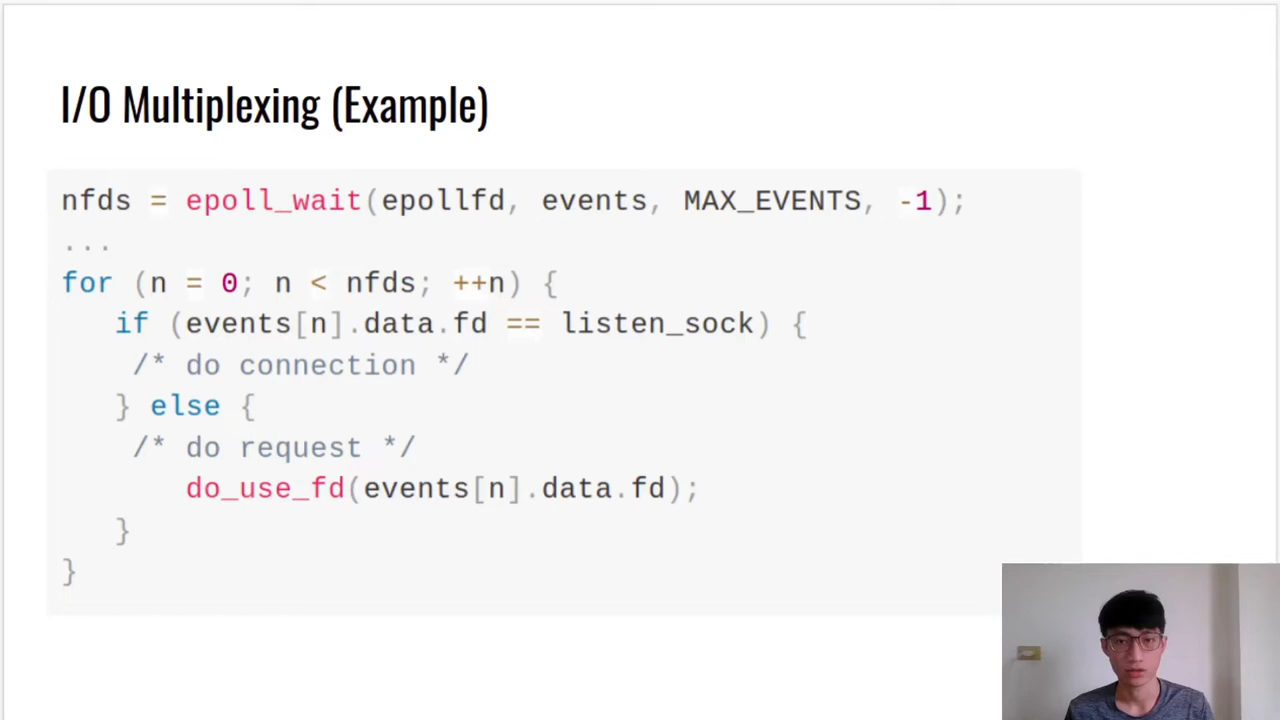 I/O Multiplexing (Example)
nfds = epoll_wait(epollfd, events, MAX_EVENTS, -1);
...
for (n = 0; n < nfds; ++n) {
   if (events[n].data.fd == listen_sock) {
    /* do connection */
   } else {
    /* do request */
       do_use_fd(events[n].data.fd);
   }
}